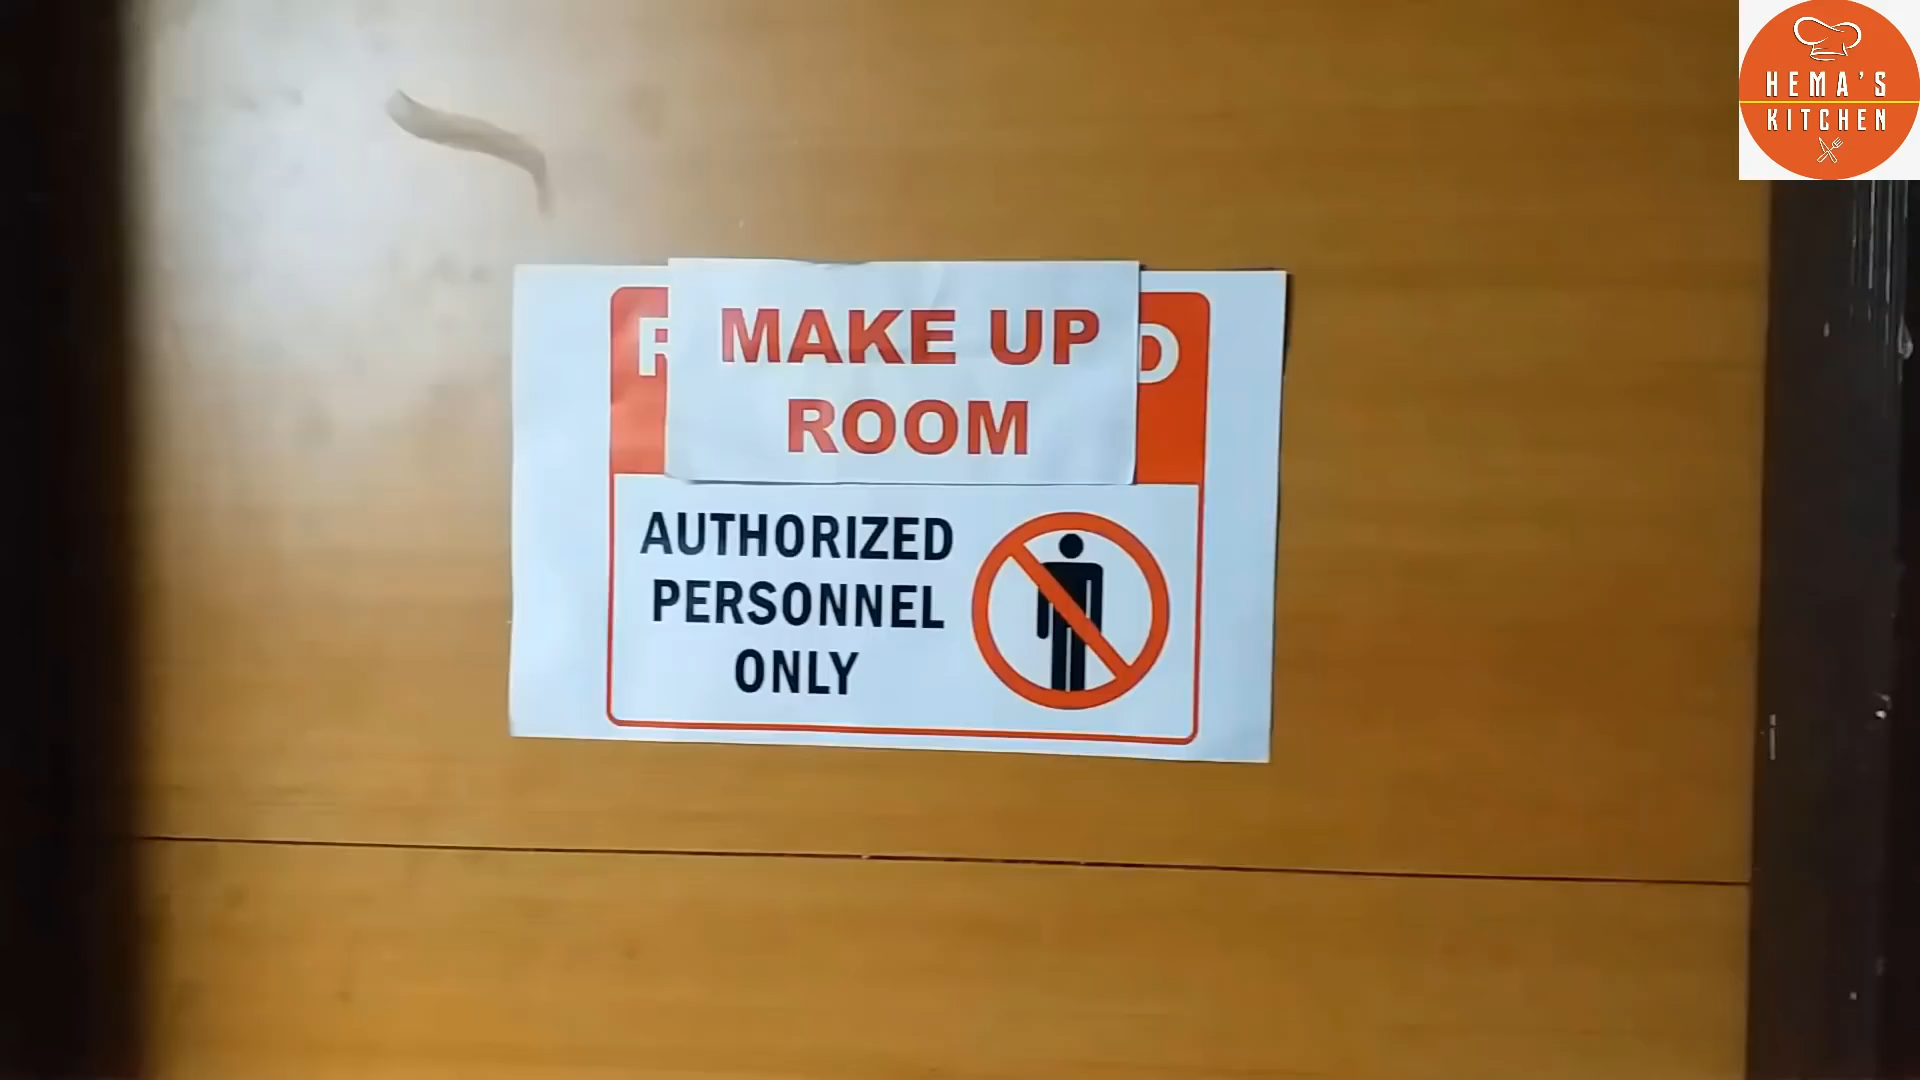 HEMA'S
KITCHEN
MAKE UP
ROOM
AUTHORIZED
PERSONNEL
ONLY